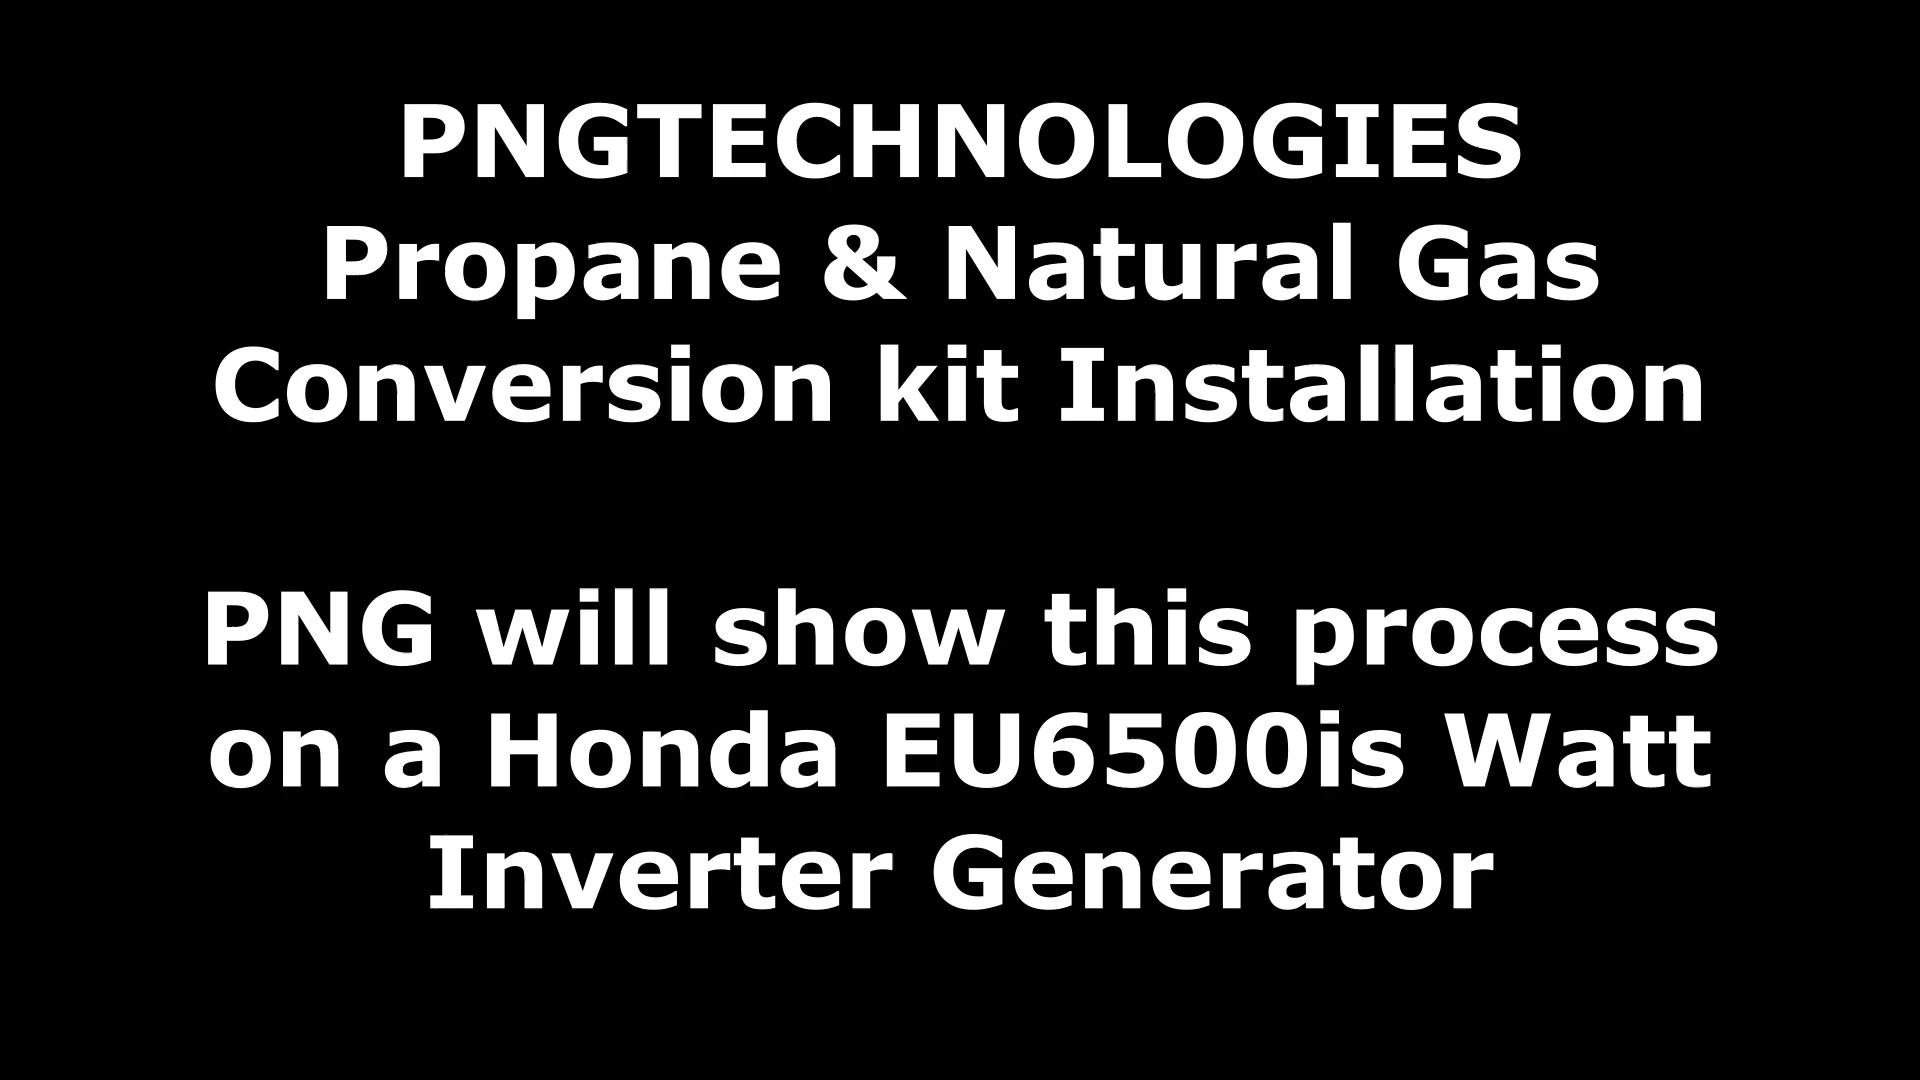 PNGTECHNOLOGIES
Propane & Natural Gas
Conversion kit Installation
PNG will show this process
on a Honda EU6500is Watt
Inverter Generator